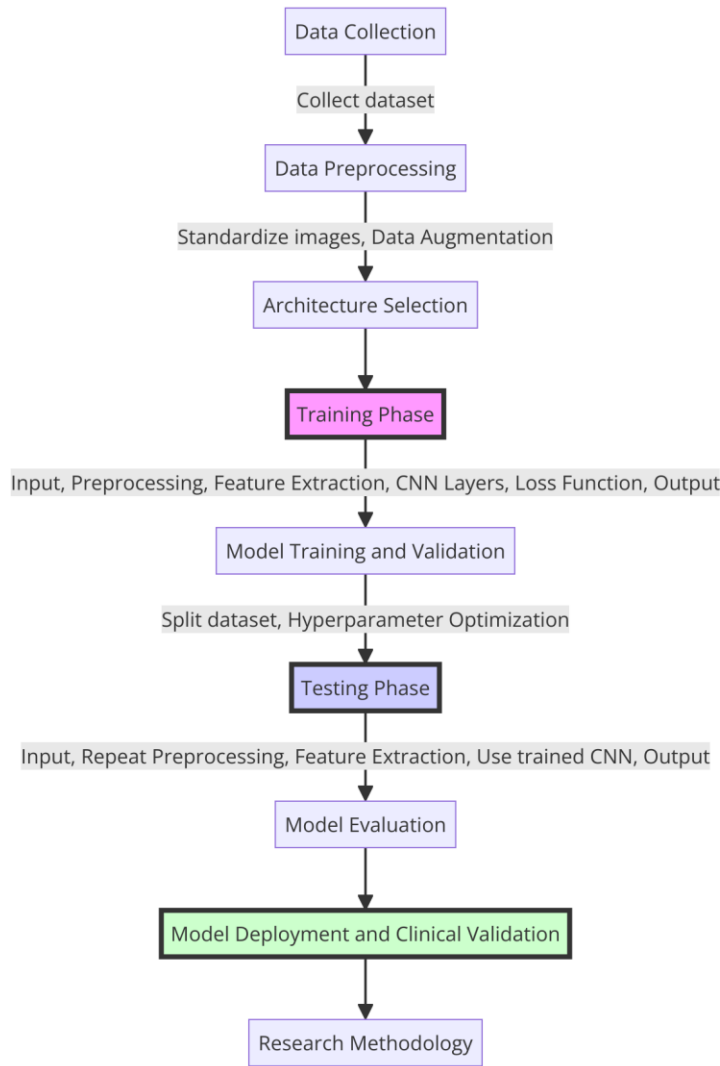 Data Collection
Collect dataset
Data Preprocessing
Standardize images, Data Augmentation
Architecture Selection
Training Phase
Input, Preprocessing, Feature Extraction, CNN Layers, Loss Function, Output
Model Training and Validation
Split dataset, Hyperparameter Optimization
Testing Phase
Input, Repeat Preprocessing, Feature Extraction, Use trained CNN, Output
Model Evaluation
Model Deployment and Clinical Validation
Research Methodology